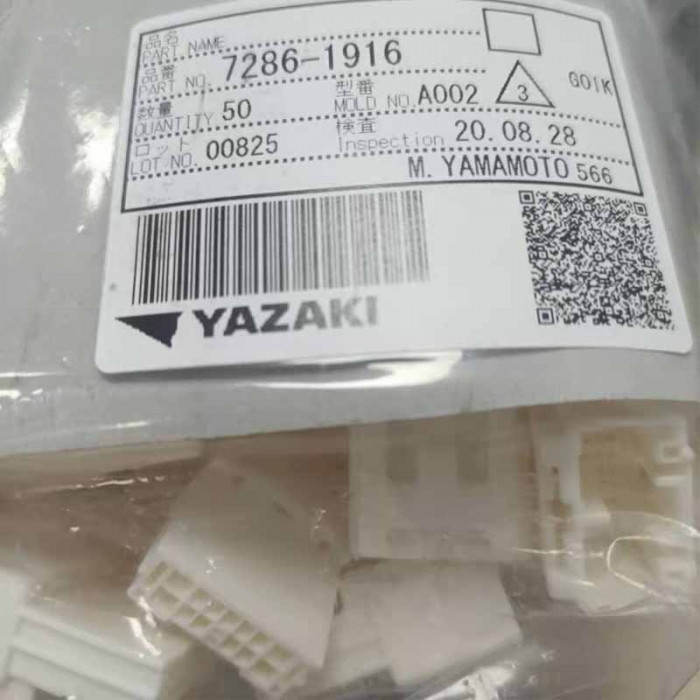 品名
PART NAME
品番
PART NO. 7286-1916
数量
QUANTITY 50
型番
MOLD NO. A002 3 GOIK
ロット
LOT NO. 00825
検査
Inspection 20.08.28
M. YAMAMOTO 566
YAZAKI